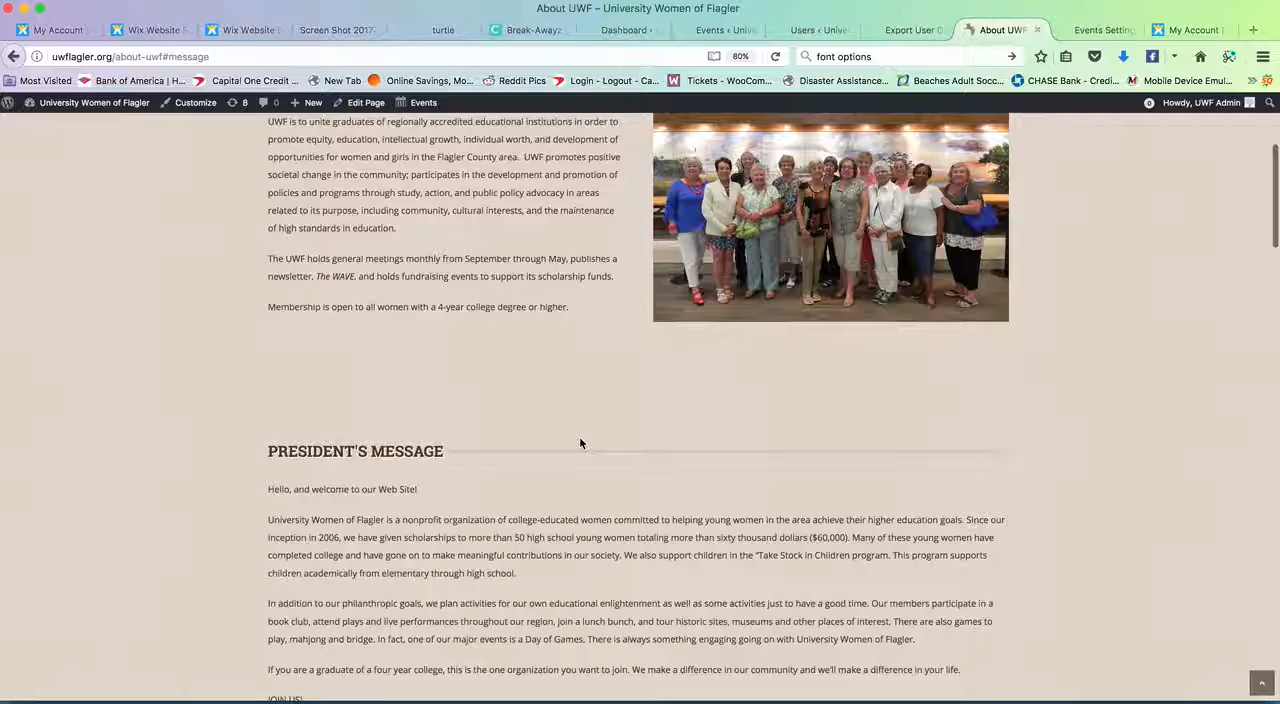 About UWF – University Women of Flagler
My Account
Wix Website E
Wix Website E
Screen Shot 2017-
turtle
Break-Awayz
Dashboard ‹
Events ‹ Unive
Users ‹ Unive
Export User D
About UWF
Events Setting
My Account |
uwflagler.org/about-uwf#message
80%
font options
Most Visited
Bank of America | H...
Capital One Credit ...
New Tab
Online Savings, Mo...
Reddit Pics
Login - Logout - Ca...
Tickets - WooCom...
Disaster Assistance...
Beaches Adult Socc...
CHASE Bank - Credi...
Mobile Device Emul...
University Women of Flagler
Customize
8
0
New
Edit Page
Events
0
Howdy, UWF Admin
UWF is to unite graduates of regionally accredited educational institutions in order to
promote equity, education, intellectual growth, individual worth, and development of
opportunities for women and girls in the Flagler County area. UWF promotes positive
societal change in the community; participates in the development and promotion of
policies and programs through study, action, and public policy advocacy in areas
related to its purpose, including community, cultural interests, and the maintenance
of high standards in education.
The UWF holds general meetings monthly from September through May, publishes a
newsletter. The WAVE. and holds fundraising events to support its scholarship funds.
Membership is open to all women with a 4-year college degree or higher.
PRESIDENT'S MESSAGE
Hello, and welcome to our Web Site!
University Women of Flagler is a nonprofit organization of college-educated women committed to helping young women in the area achieve their higher education goals. Since our
inception in 2006, we have given scholarships to more than 50 high school young women totaling more than sixty thousand dollars ($60,000). Many of these young women have
completed college and have gone on to make meaningful contributions in our society. We also support children in the "Take Stock in Children program. This program supports
children academically from elementary through high school.
In addition to our philanthropic goals, we plan activities for our own educational enlightenment as well as some activities just to have a good time. Our members participate in a
book club, attend plays and live performances throughout our region, join a lunch bunch, and tour historic sites, museums and other places of interest. There are also games to
play, mahjong and bridge. In fact, one of our major events is a Day of Games. There is always something engaging going on with University Women of Flagler.
If you are a graduate of a four year college, this is the one organization you want to join. We make a difference in our community and we'll make a difference in your life.
JOIN US!